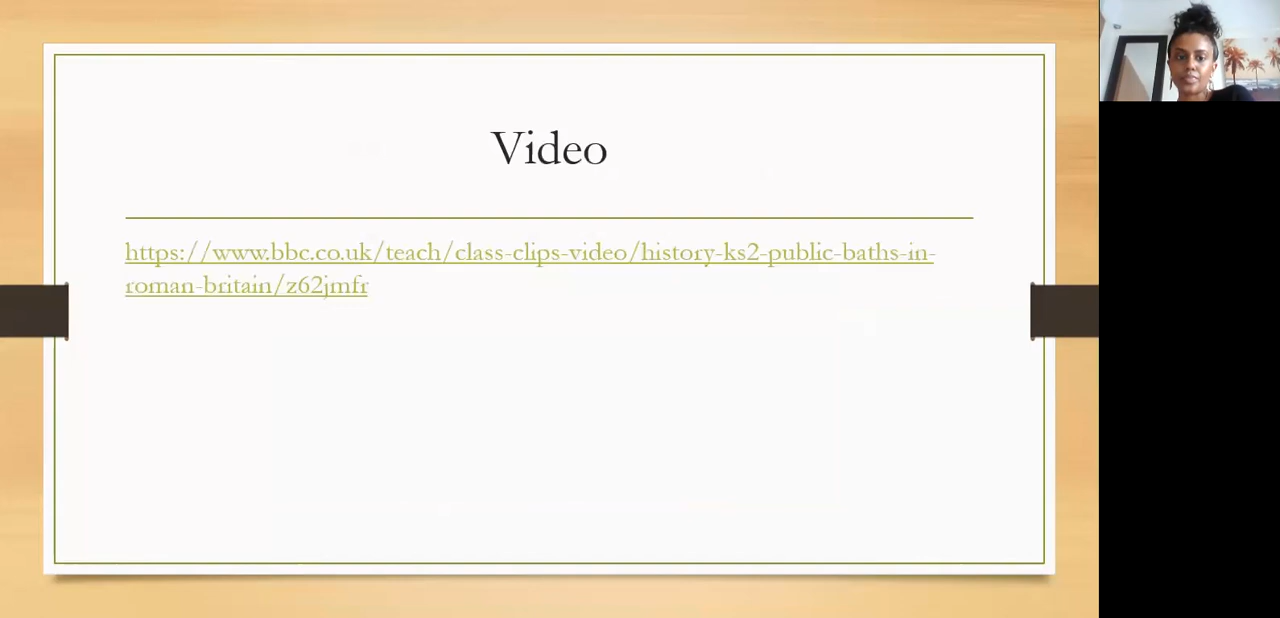 Video
https://www.bbc.co.uk/teach/class-clips-video/history-ks2-public-baths-in-
roman-britain/z62jmfr